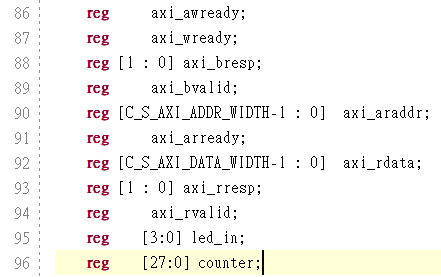 86 reg axi_awready;
87 reg axi_wready;
88 reg [1 : 0] axi_bresp;
89 reg axi_bvalid;
90 reg [C_S_AXI_ADDR_WIDTH-1 : 0] axi_araddr;
91 reg axi_arready;
92 reg [C_S_AXI_DATA_WIDTH-1 : 0] axi_rdata;
93 reg [1 : 0] axi_rresp;
94 reg axi_rvalid;
95 reg [3:0] led_in;
96 reg [27:0] counter;